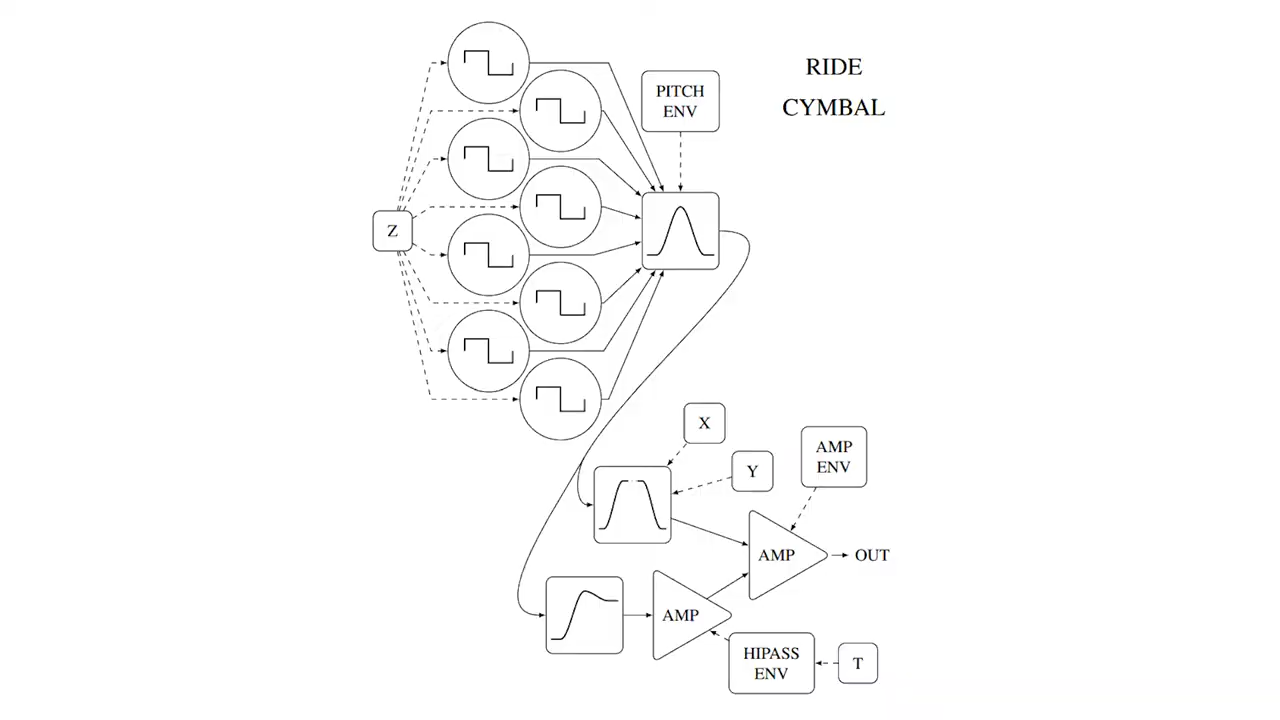 RIDE
CYMBAL
PITCH
ENV
Z
X
Y
AMP
ENV
AMP
OUT
AMP
HIPASS
ENV
T